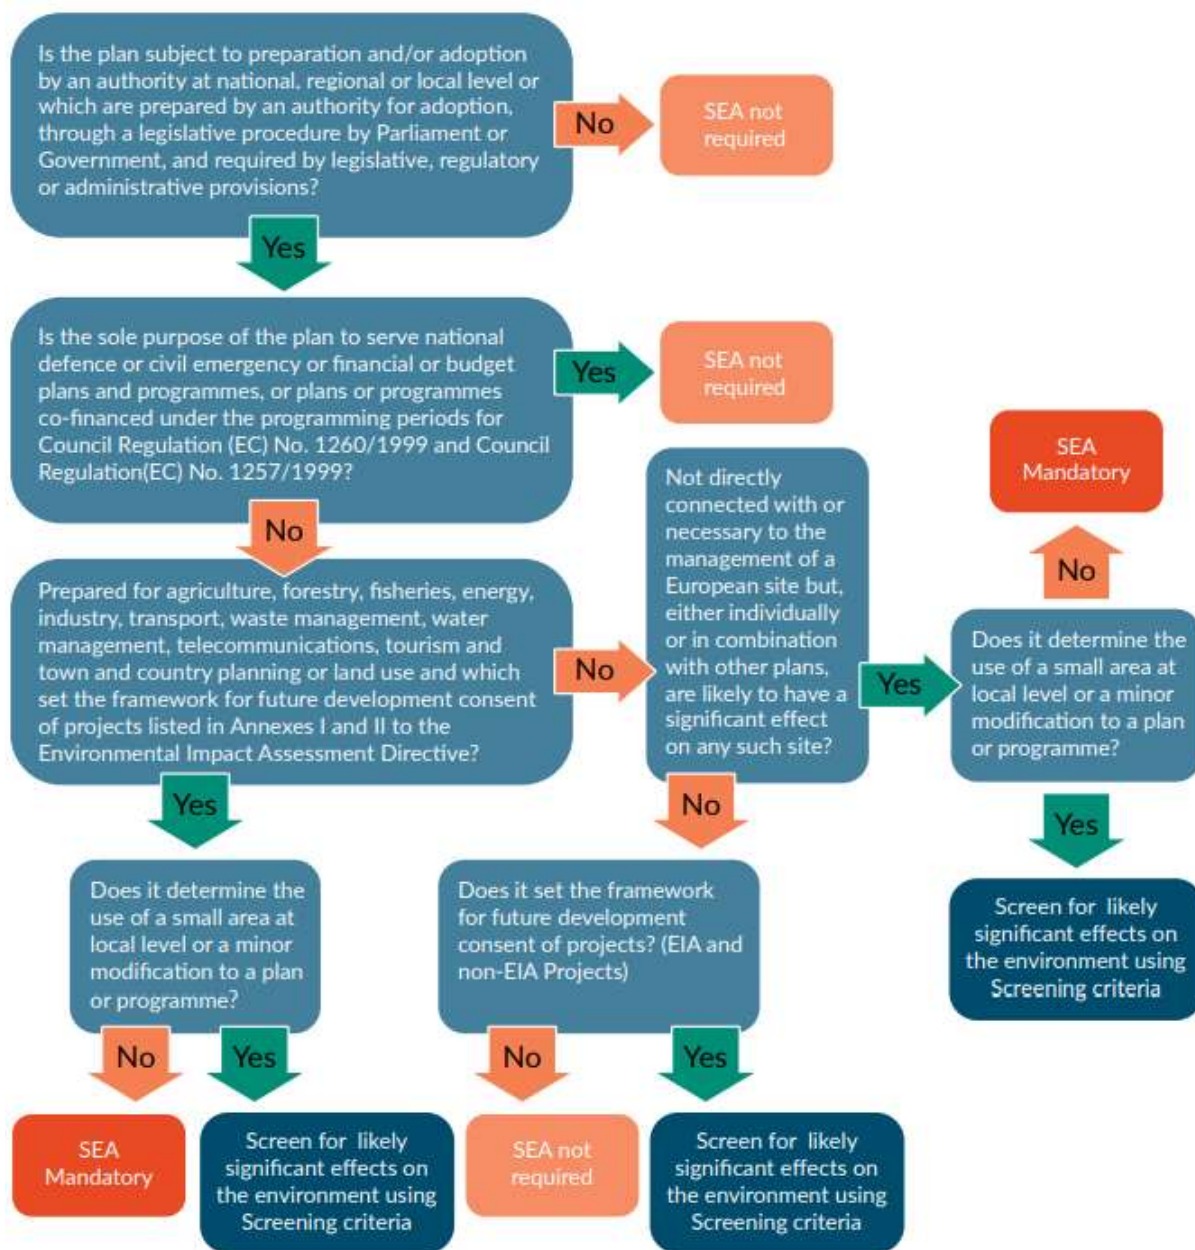 Is the plan subject to preparation and/or adoption
by an authority at national, regional or local level or
which are prepared by an authority for adoption,
through a legislative procedure by Parliament or
Government, and required by legislative, regulatory
or administrative provisions?
No
SEA not
required
Yes
Is the sole purpose of the plan to serve national
defence or civil emergency or financial or budget
plans and programmes, or plans or programmes
co-financed under the programming periods for
Council Regulation (EC) No. 1260/1999 and Council
Regulation(EC) No. 1257/1999?
Yes
SEA not
required
No
Prepared for agriculture, forestry, fisheries, energy,
industry, transport, waste management, water
management, telecommunications, tourism and
town and country planning or land use and which
set the framework for future development consent
of projects listed in Annexes I and II to the
Environmental Impact Assessment Directive?
No
Not directly
connected with or
necessary to the
management of a
European site but,
either individually
or in combination
with other plans,
are likely to have a
significant effect
on any such site?
Yes
Does it determine the
use of a small area at
local level or a minor
modification to a plan
or programme?
No
SEA
Mandatory
Yes
Screen for likely
significant effects on
the environment using
Screening criteria
Yes
Does it determine the
use of a small area at
local level or a minor
modification to a plan
or programme?
No
Yes
SEA
Mandatory
Screen for likely
significant effects on
the environment using
Screening criteria
No
Does it set the framework
for future development
consent of projects? (EIA and
non-EIA Projects)
No
Yes
SEA not
required
Screen for likely
significant effects on
the environment using
Screening criteria